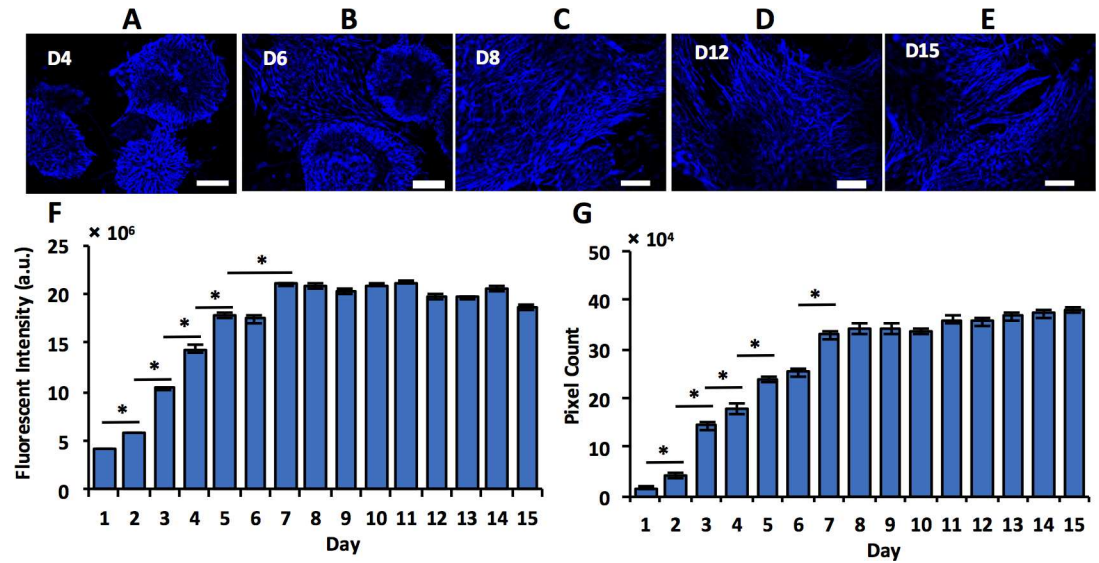 A B C D E
D4 D6 D8 D12 D15
F
× 10⁶
Fluorescent Intensity (a.u.)
25
20
15
10
5
0
* * * * *
1 2 3 4 5 6 7 8 9 10 11 12 13 14 15
Day
G
× 10⁴
Pixel Count
50
40
30
20
10
0
* * * * *
1 2 3 4 5 6 7 8 9 10 11 12 13 14 15
Day